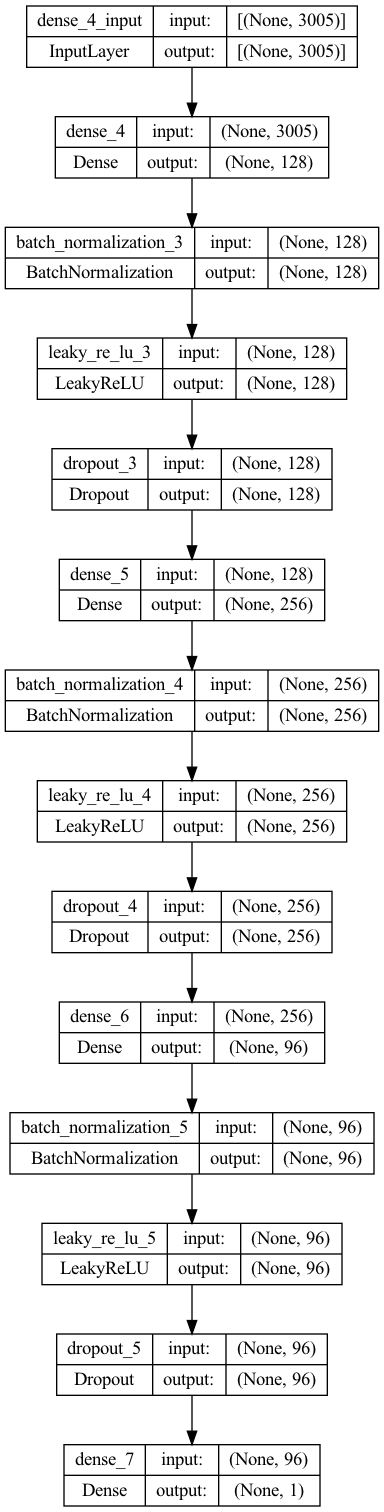 dense_4_input input: [(None, 3005)]
InputLayer output: [(None, 3005)]
dense_4 input: (None, 3005)
Dense output: (None, 128)
batch_normalization_3 input: (None, 128)
BatchNormalization output: (None, 128)
leaky_re_lu_3 input: (None, 128)
LeakyReLU output: (None, 128)
dropout_3 input: (None, 128)
Dropout output: (None, 128)
dense_5 input: (None, 128)
Dense output: (None, 256)
batch_normalization_4 input: (None, 256)
BatchNormalization output: (None, 256)
leaky_re_lu_4 input: (None, 256)
LeakyReLU output: (None, 256)
dropout_4 input: (None, 256)
Dropout output: (None, 256)
dense_6 input: (None, 256)
Dense output: (None, 96)
batch_normalization_5 input: (None, 96)
BatchNormalization output: (None, 96)
leaky_re_lu_5 input: (None, 96)
LeakyReLU output: (None, 96)
dropout_5 input: (None, 96)
Dropout output: (None, 96)
dense_7 input: (None, 96)
Dense output: (None, 1)